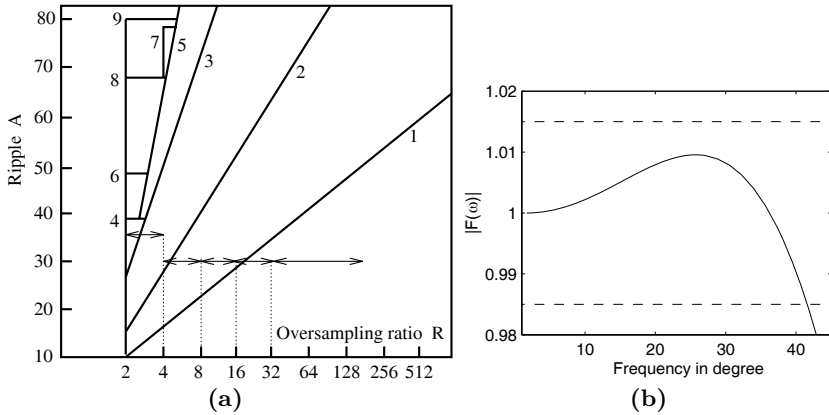 80
70
60
50
40
30
20
10
Ripple A
9
7
5
3
8
2
1
6
4
Oversampling ratio R
2 4 8 16 32 64 128 256 512
(a)
1.02
1.01
1
0.99
0.98
|F(ω)|
10 20 30 40
Frequency in degree
(b)